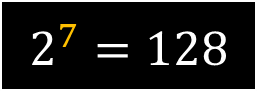 2⁷ = 128